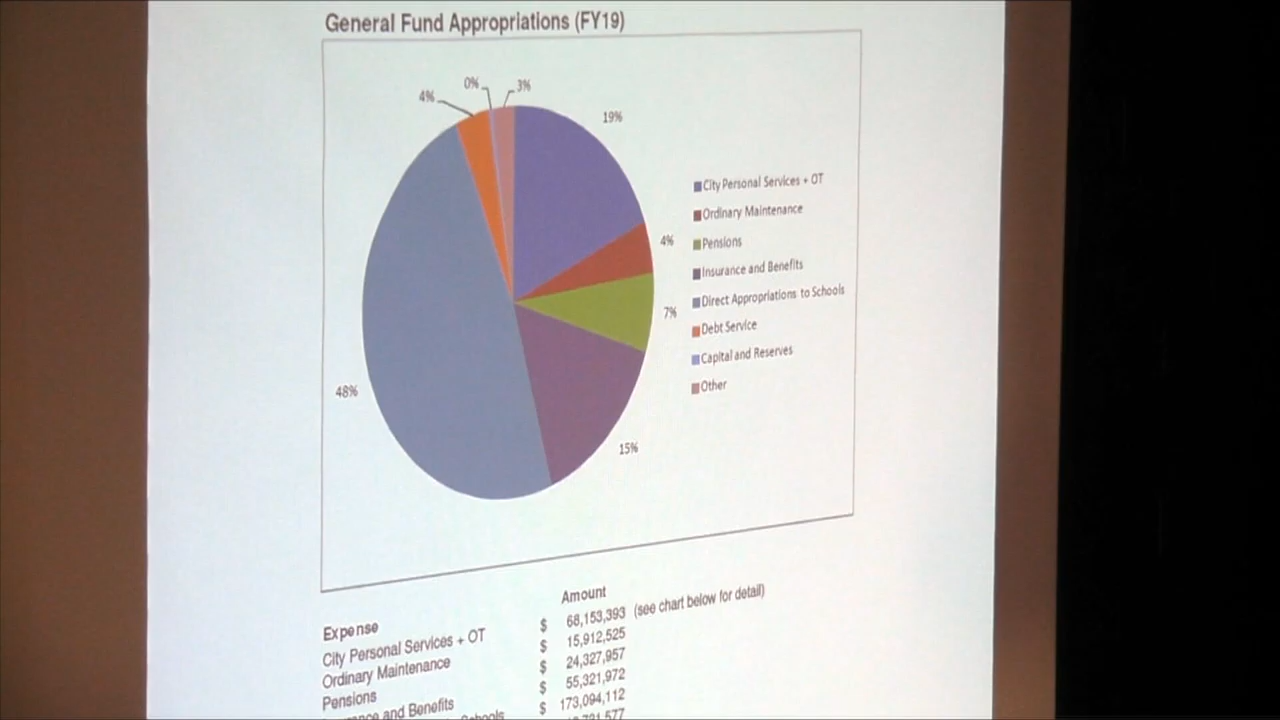 General Fund Appropriations (FY19)
0%
3%
4%
19%
4%
7%
48%
15%
City Personal Services + OT
Ordinary Maintenance
Pensions
Insurance and Benefits
Direct Appropriations to Schools
Debt Service
Capital and Reserves
Other
Expense Amount
City Personal Services + OT $ 68,153,393 (see chart below for detail)
Ordinary Maintenance $ 15,912,525
Pensions $ 24,327,957
and Benefits $ 55,321,972
Schools $ 173,094,112